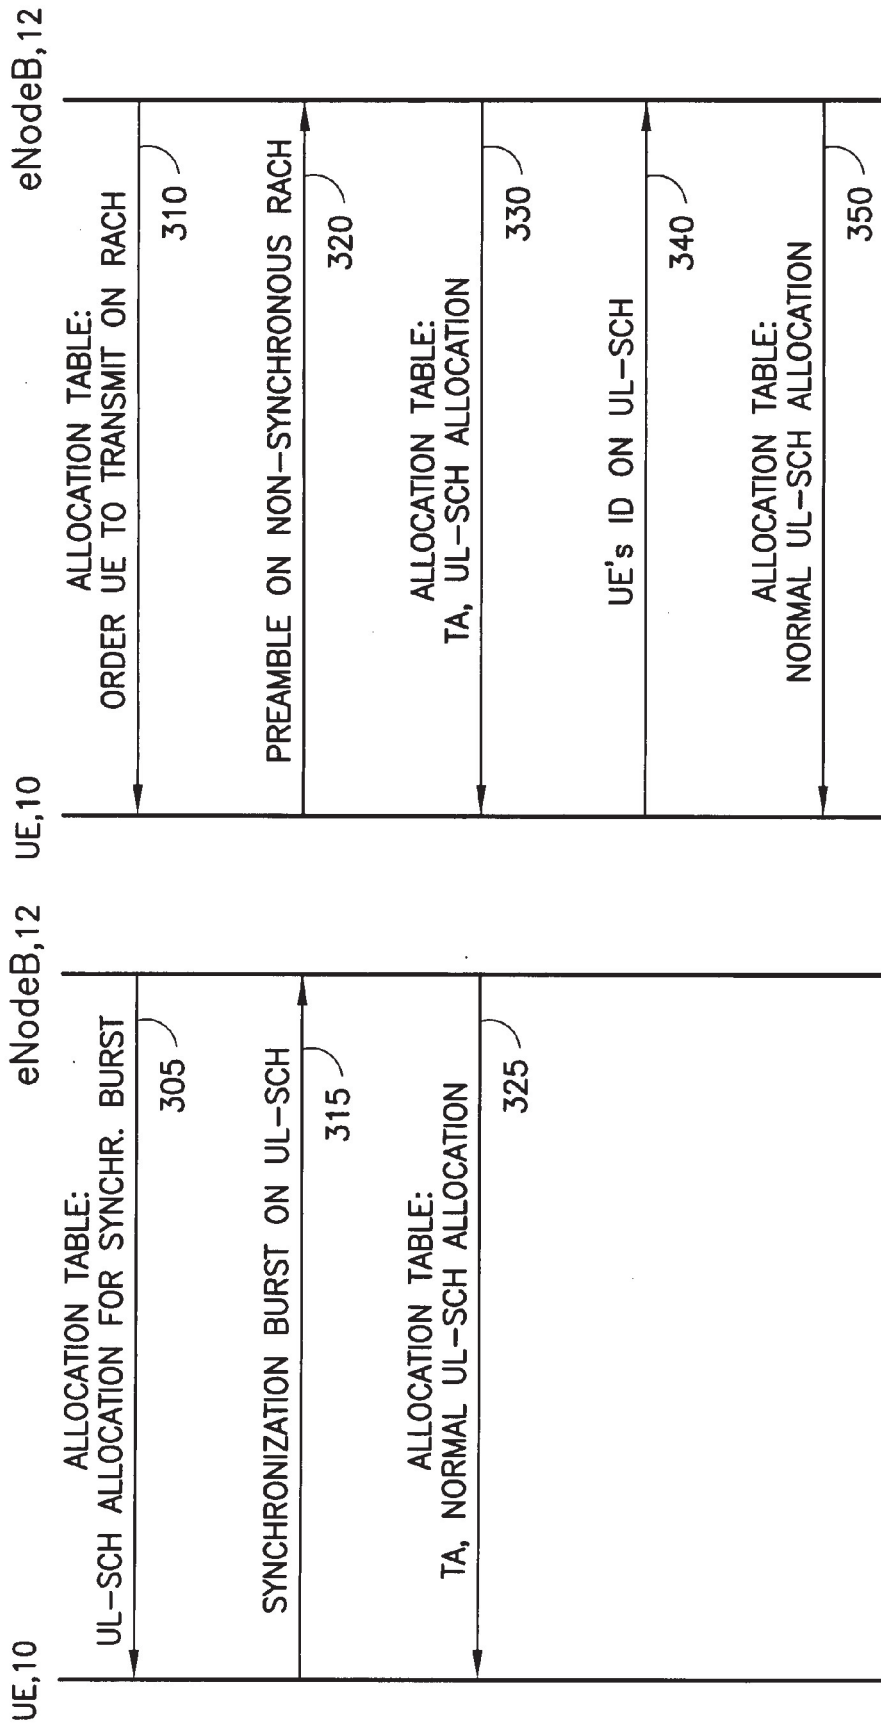 UE,10
eNodeB,12
ALLOCATION TABLE:
UL-SCH ALLOCATION FOR SYNCHR. BURST
305
SYNCHRONIZATION BURST ON UL-SCH
315
ALLOCATION TABLE:
TA, NORMAL UL-SCH ALLOCATION
325
UE,10
eNodeB,12
ALLOCATION TABLE:
ORDER UE TO TRANSMIT ON RACH
310
PREAMBLE ON NON-SYNCHRONOUS RACH
320
ALLOCATION TABLE:
TA, UL-SCH ALLOCATION
330
UE's ID ON UL-SCH
340
ALLOCATION TABLE:
NORMAL UL-SCH ALLOCATION
350